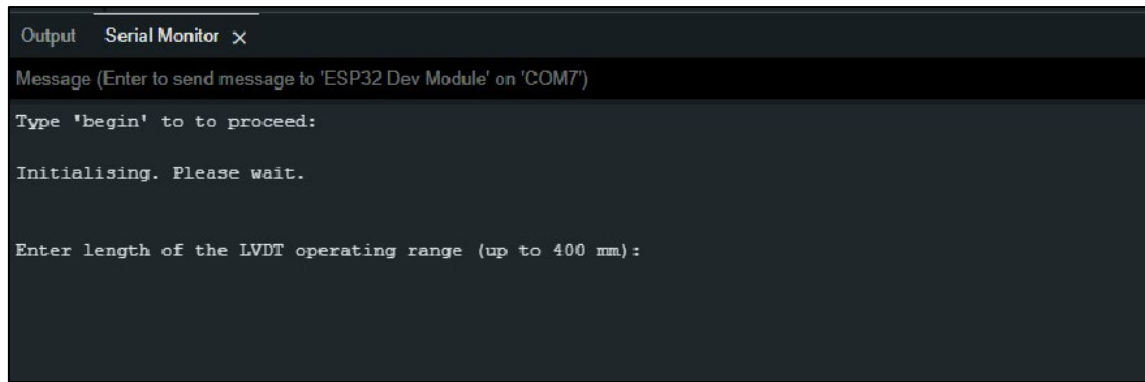 Output Serial Monitor ×
Message (Enter to send message to 'ESP32 Dev Module' on 'COM7')
Type 'begin' to to proceed:
Initialising. Please wait.
Enter length of the LVDT operating range (up to 400 mm):